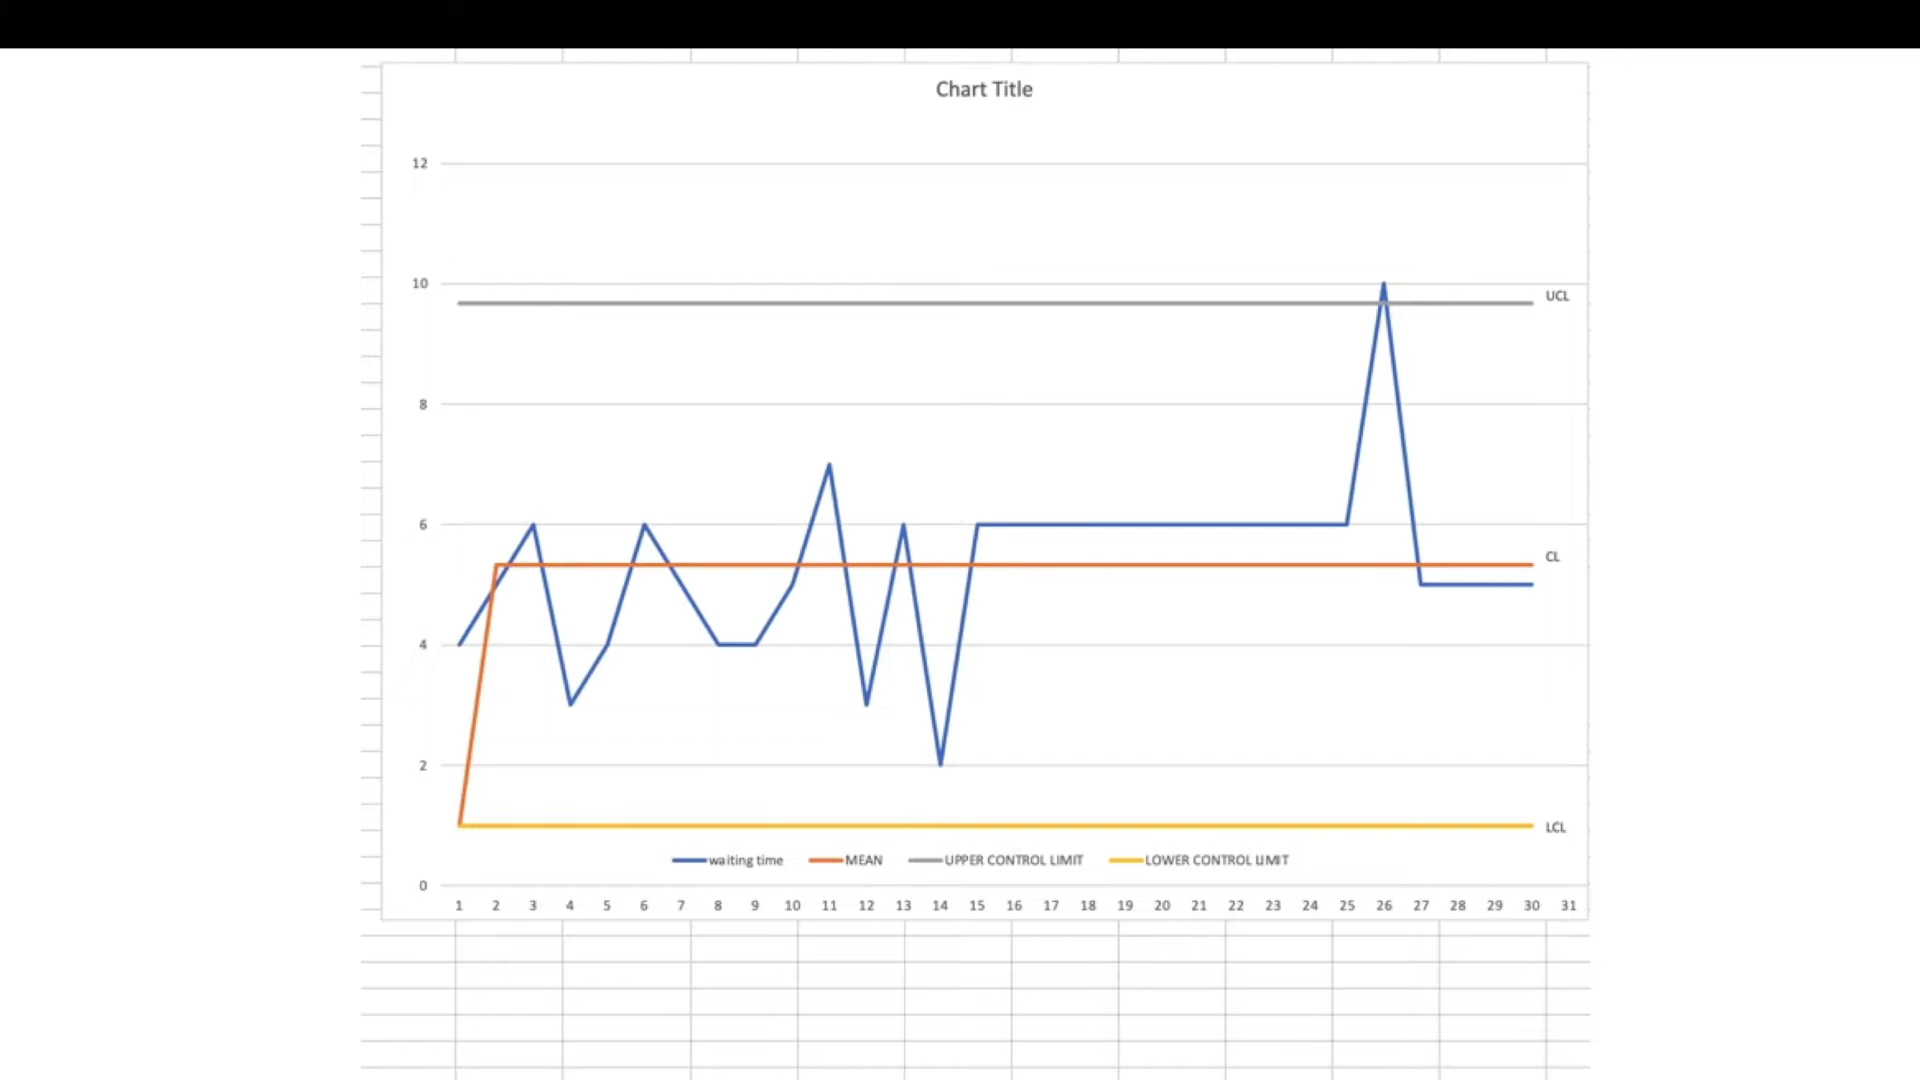 Chart Title
12
10
UCL
8
6
CL
4
2
LCL
waiting time MEAN UPPER CONTROL LIMIT LOWER CONTROL LIMIT
0
1 2 3 4 5 6 7 8 9 10 11 12 13 14 15 16 17 18 19 20 21 22 23 24 25 26 27 28 29 30 31